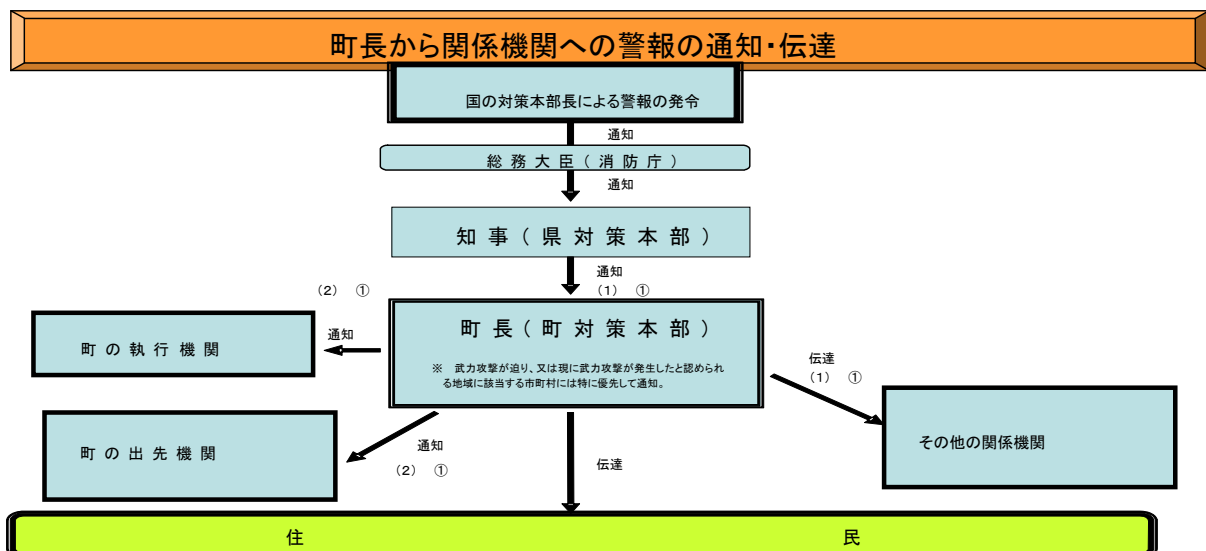 町長から関係機関への警報の通知・伝達
国の対策本部長による警報の発令
通知
総務大臣(消防庁)
通知
知事(県対策本部)
通知
(1) ①
(2) ①
町長(町対策本部)
※ 武力攻撃が迫り、又は現に武力攻撃が発生したと認められ
る地域に該当する市町村には特に優先して通知。
通知
町の執行機関
伝達
(1) ①
町の出先機関
通知
(2) ①
伝達
その他の関係機関
住民